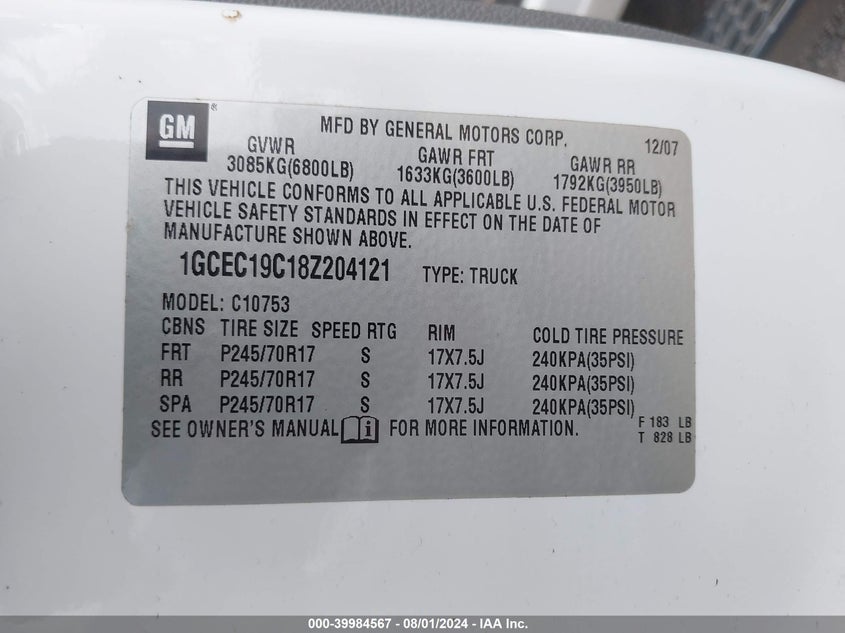 GM® MFD BY GENERAL MOTORS CORP. 12/07
GVWR GAWR FRT GAWR RR
3085KG(6800LB) 1633KG(3600LB) 1792KG(3950LB)
THIS VEHICLE CONFORMS TO ALL APPLICABLE U.S. FEDERAL MOTOR
VEHICLE SAFETY STANDARDS IN EFFECT ON THE DATE OF
MANUFACTURE SHOWN ABOVE.
1GCEC19C18Z204121 TYPE: TRUCK
MODEL: C10753
CBNS TIRE SIZE SPEED RTG RIM COLD TIRE PRESSURE
FRT P245/70R17 S 17X7.5J 240KPA(35PSI)
RR P245/70R17 S 17X7.5J 240KPA(35PSI)
SPA P245/70R17 S 17X7.5J 240KPA(35PSI)
SEE OWNER'S MANUAL i FOR MORE INFORMATION. F 183 LB
T 828 LB
000-39984567 - 08/01/2024 - IAA Inc.